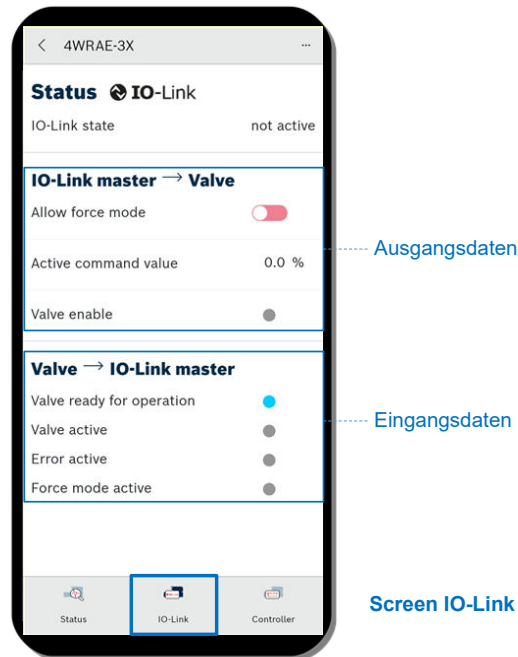 4WRAE-3X ...
Status IO-Link
IO-Link state not active
IO-Link master → Valve
Allow force mode
Active command value 0.0 %
Valve enable
Ausgangsdaten
Valve → IO-Link master
Valve ready for operation
Valve active
Error active
Force mode active
Eingangsdaten
Status IO-Link Controller
Screen IO-Link